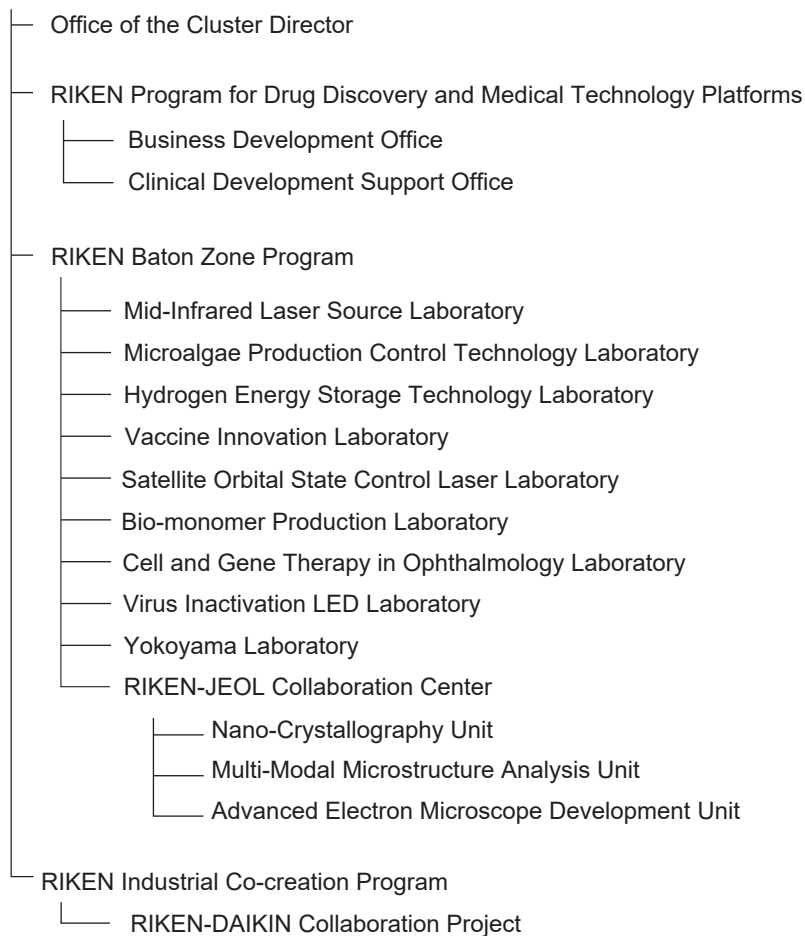 Office of the Cluster Director
RIKEN Program for Drug Discovery and Medical Technology Platforms
Business Development Office
Clinical Development Support Office
RIKEN Baton Zone Program
Mid-Infrared Laser Source Laboratory
Microalgae Production Control Technology Laboratory
Hydrogen Energy Storage Technology Laboratory
Vaccine Innovation Laboratory
Satellite Orbital State Control Laser Laboratory
Bio-monomer Production Laboratory
Cell and Gene Therapy in Ophthalmology Laboratory
Virus Inactivation LED Laboratory
Yokoyama Laboratory
RIKEN-JEOL Collaboration Center
Nano-Crystallography Unit
Multi-Modal Microstructure Analysis Unit
Advanced Electron Microscope Development Unit
RIKEN Industrial Co-creation Program
RIKEN-DAIKIN Collaboration Project